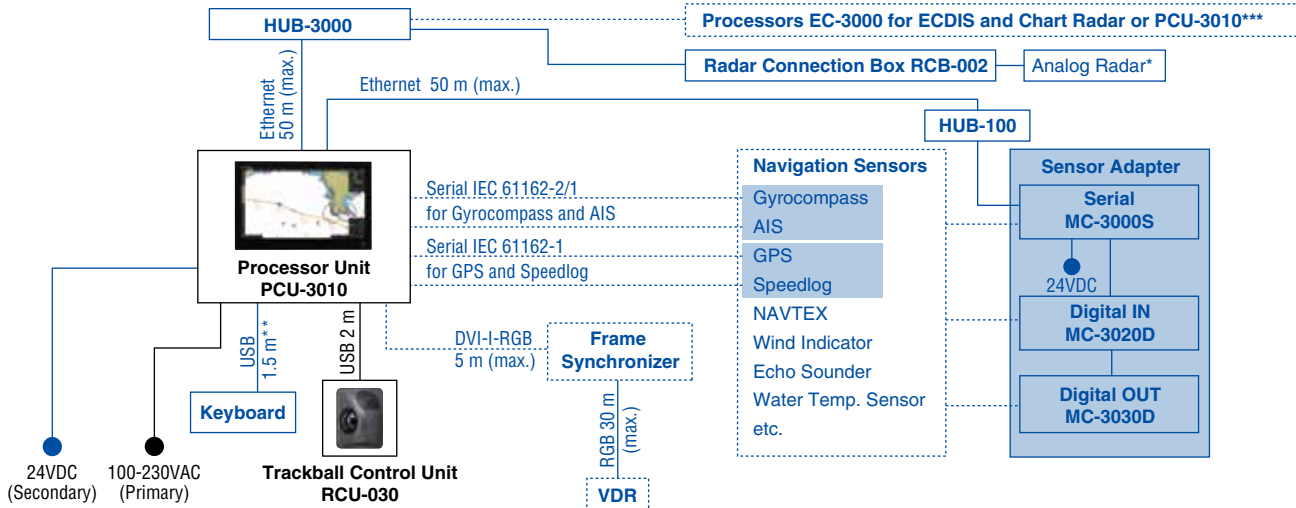 HUB-3000
Processors EC-3000 for ECDIS and Chart Radar or PCU-3010***
Radar Connection Box RCB-002
Analog Radar*
Ethernet
50 m (max.)
Ethernet 50 m (max.)
HUB-100
Processor Unit
PCU-3010
Serial IEC 61162-2/1
for Gyrocompass and AIS
Serial IEC 61162-1
for GPS and Speedlog
Navigation Sensors
Gyrocompass
AIS
GPS
Speedlog
NAVTEX
Wind Indicator
Echo Sounder
Water Temp. Sensor
etc.
Sensor Adapter
Serial
MC-3000S
24VDC
Digital IN
MC-3020D
Digital OUT
MC-3030D
USB
1.5 m**
USB 2 m
DVI-I-RGB
5 m (max.)
Frame
Synchronizer
Keyboard
RGB 30 m
(max.)
24VDC
(Secondary)
100-230VAC
(Primary)
Trackball Control Unit
RCU-030
VDR